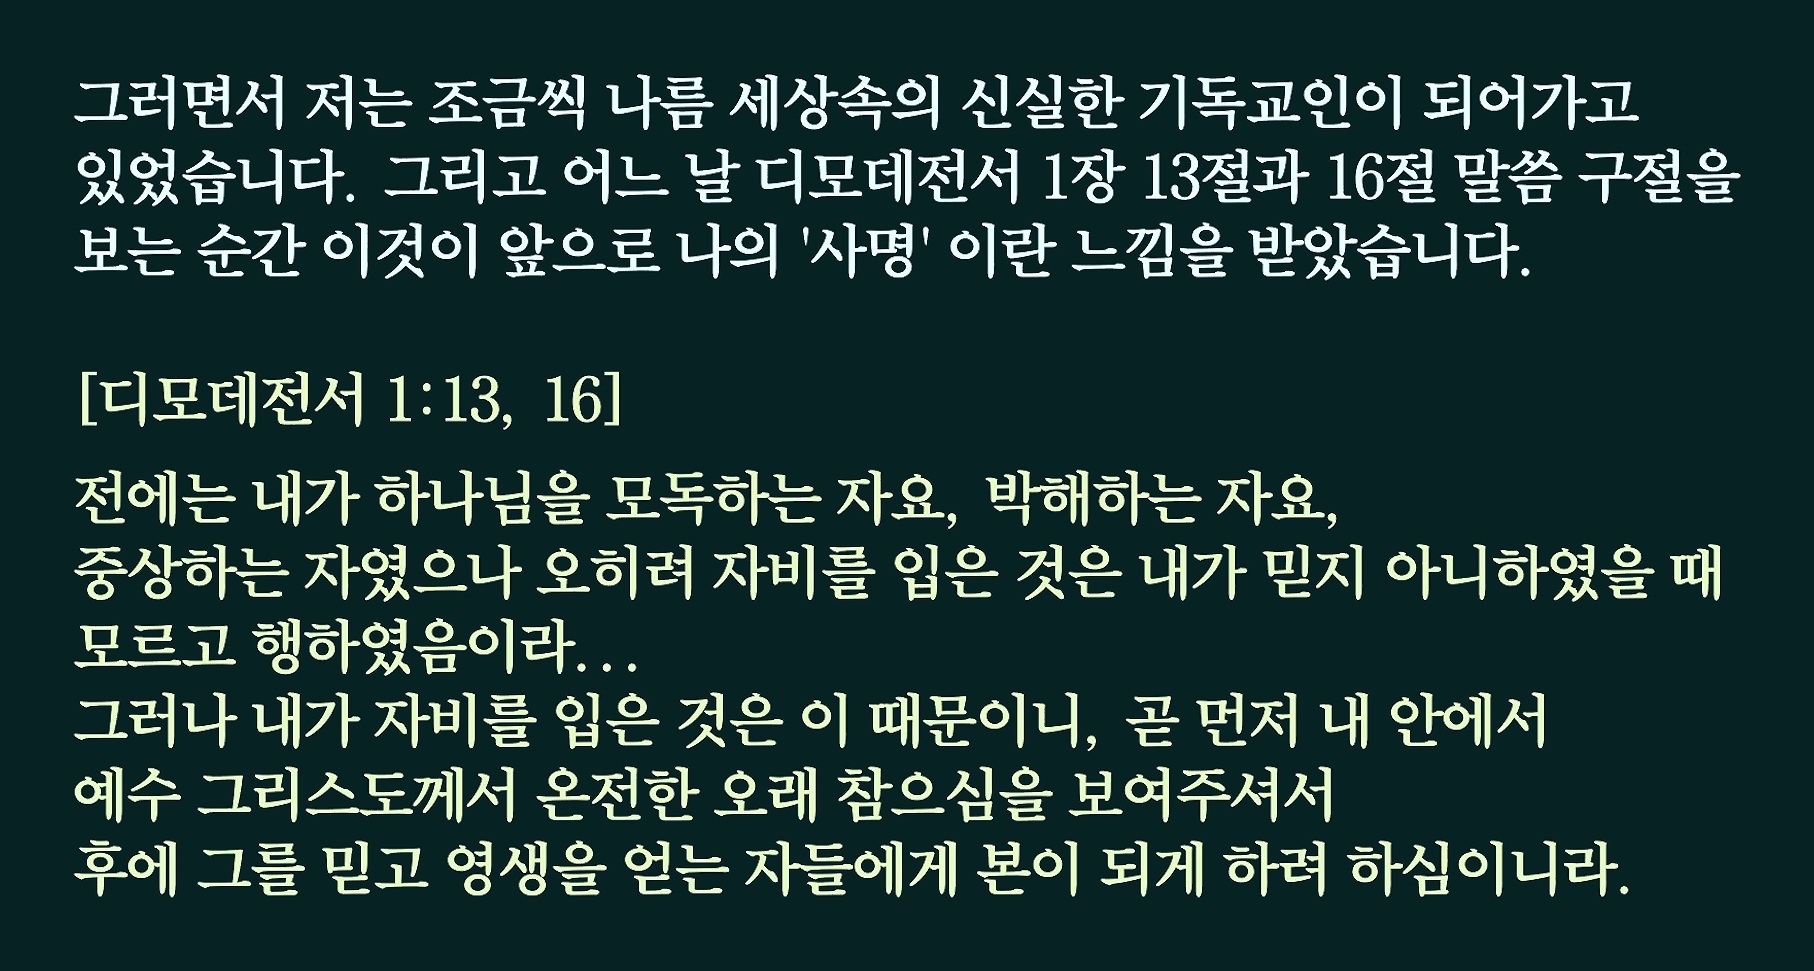 그러면서 저는 조금씩 나름 세상속의 신실한 기독교인이 되어가고
있었습니다. 그리고 어느 날 디모데전서 1장 13절과 16절 말씀 구절을
보는 순간 이것이 앞으로 나의 '사명' 이란 느낌을 받았습니다.
[디모데전서 1:13, 16]
전에는 내가 하나님을 모독하는 자요, 박해하는 자요,
중상하는 자였으나 오히려 자비를 입은 것은 내가 믿지 아니하였을 때
모르고 행하였음이라...
그러나 내가 자비를 입은 것은 이 때문이니, 곧 먼저 내 안에서
예수 그리스도께서 온전한 오래 참으심을 보여주셔서
후에 그를 믿고 영생을 얻는 자들에게 본이 되게 하려 하심이니라.